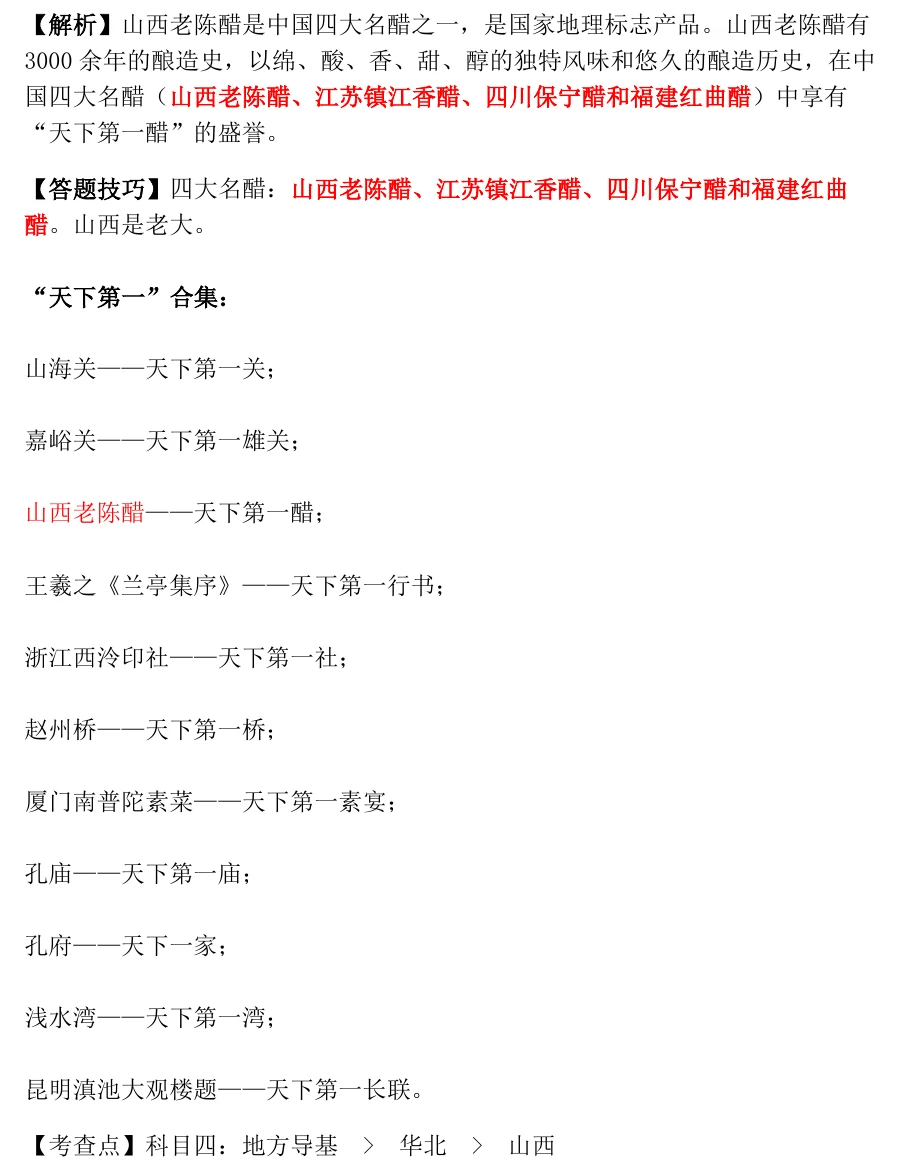 【解析】山西老陈醋是中国四大名醋之一，是国家地理标志产品。山西老陈醋有
3000 余年的酿造史，以绵、酸、香、甜、醇的独特风味和悠久的酿造历史，在中
国四大名醋（山西老陈醋、江苏镇江香醋、四川保宁醋和福建红曲醋）中享有
“天下第一醋”的盛誉。
【答题技巧】四大名醋：山西老陈醋、江苏镇江香醋、四川保宁醋和福建红曲
醋。山西是老大。
“天下第一”合集：
山海关——天下第一关；
嘉峪关——天下第一雄关；
山西老陈醋——天下第一醋；
王羲之《兰亭集序》——天下第一行书；
浙江西泠印社——天下第一社；
赵州桥——天下第一桥；
厦门南普陀素菜——天下第一素宴；
孔庙——天下第一庙；
孔府——天下一家；
浅水湾——天下第一湾；
昆明滇池大观楼题——天下第一长联。
【考查点】科目四：地方导基 > 华北 > 山西